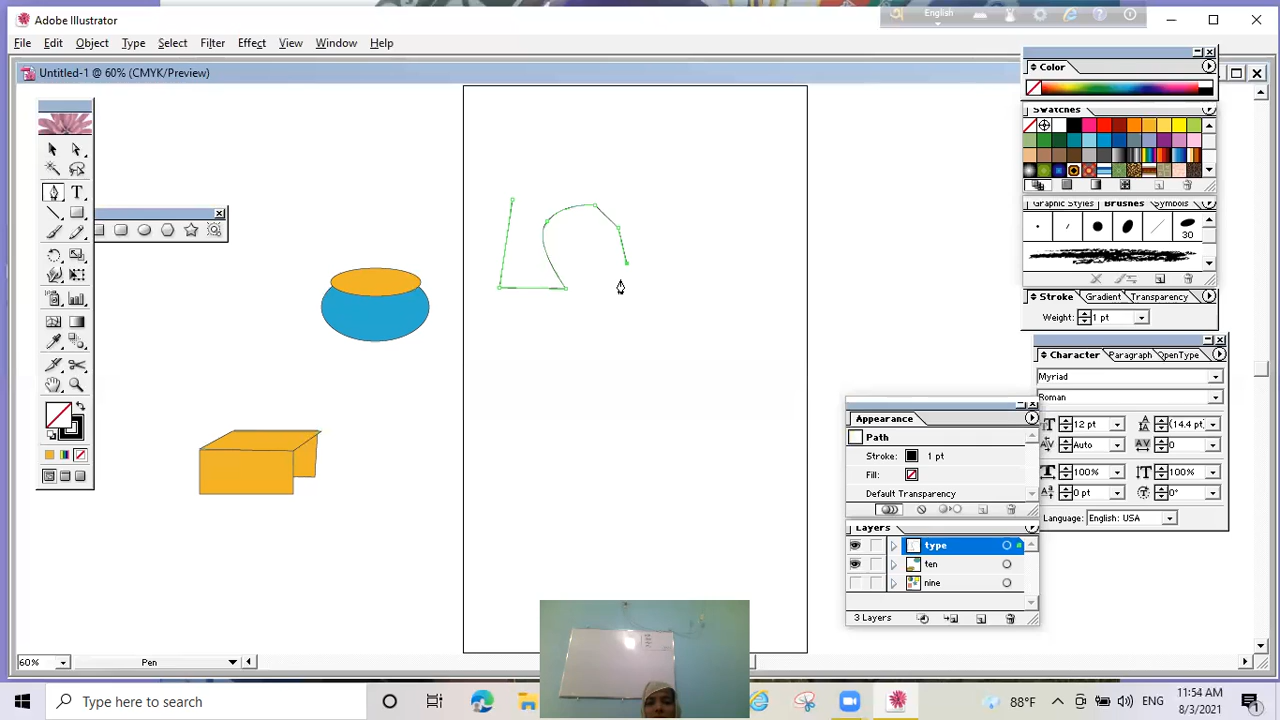 Adobe Illustrator
English
File Edit Object Type Select Filter Effect View Window Help
Untitled-1 @ 60% (CMYK/Preview)
Color
Swatches
Graphic Styles Brushes Symbols
30
Stroke Gradient Transparency
Weight: 1 pt
Character Paragraph OpenType
Myriad
Roman
12 pt (14.4 pt)
Auto 0
100% 100%
0 pt 0°
Language: English: USA
Appearance
Path
Stroke: 1 pt
Fill:
Default Transparency
Layers
type
ten
nine
3 Layers
60% Pen
Type here to search
88°F ENG
11:54 AM
8/3/2021
1